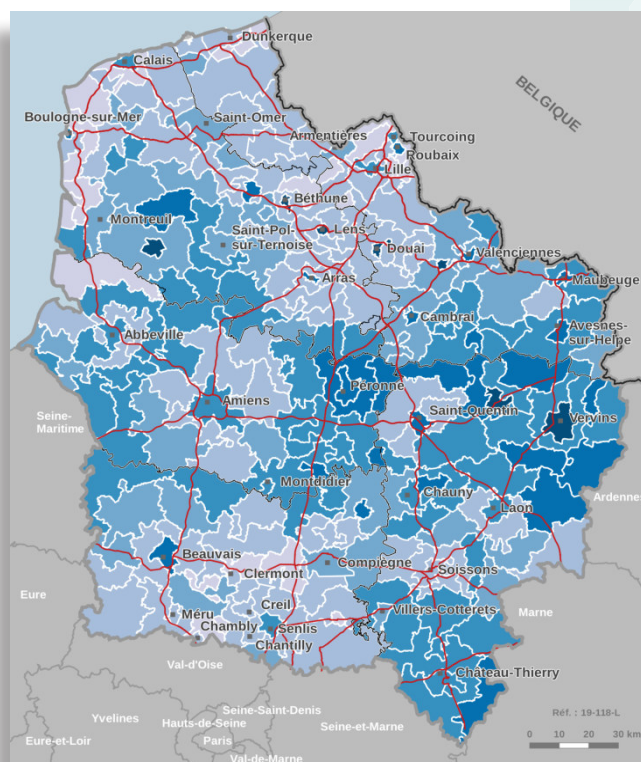 Dunkerque
Calais
BELGIQUE
Boulogne-sur-Mer
Saint-Omer
Armentières
Tourcoing
Roubaix
Lille
Béthune
Montreuil
Saint-Pol-
sur-Ternoise
Lens
Douai
Valenciennes
Maubeuge
Arras
Cambrai
Avesnes-
sur-Helpe
Abbeville
Péronne
Amiens
Saint-Quentin
Vervins
Seine-
Maritime
Montdidier
Chauny
Laon
Ardennes
Beauvais
Compiègne
Clermont
Soissons
Eure
Creil
Méru
Chambly
Senlis
Chantilly
Villers-Cotterets
Marne
Val-d'Oise
Château-Thierry
Yvelines
Seine-Saint-Denis
Hauts-de-Seine
Paris
Seine-et-Marne
Eure-et-Loir
Val-de-Marne
Réf. : 19-118-L
0 10 20 30 km